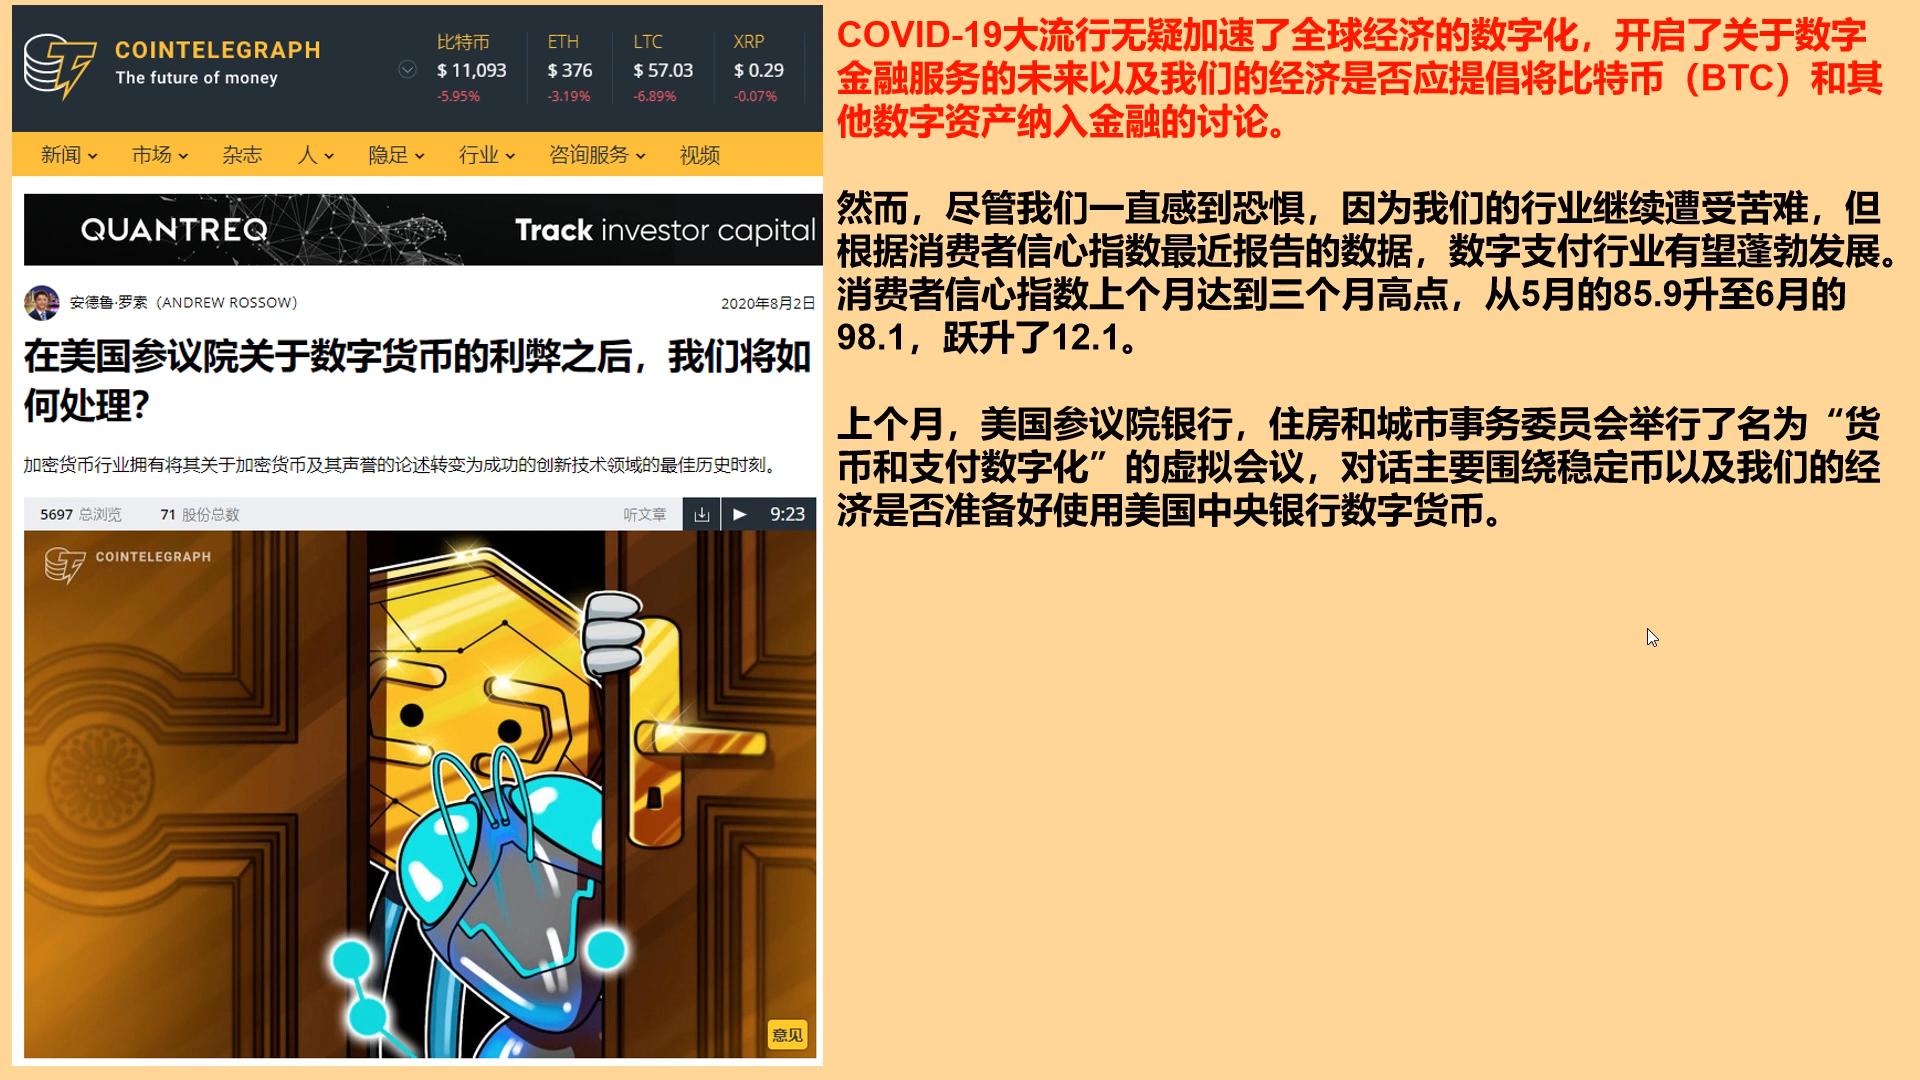 COINTELEGRAPH
The future of money
比特币 ETH LTC XRP
$ 11,093 $ 376 $ 57.03 $ 0.29
-5.95% -3.19% -6.89% -0.07%
新闻 市场 杂志 人 隐足 行业 咨询服务 视频
QUANTREQ Track investor capital
安德鲁·罗索（ANDREW ROSSOW） 2020年8月2日
在美国参议院关于数字货币的利弊之后，我们将如
何处理？
加密货币行业拥有将其关于加密货币及其声誉的论述转变为成功的创新技术领域的最佳历史时刻。
5697 总浏览 71 股份总数 听文章 9:23
COINTELEGRAPH
意见
COVID-19大流行无疑加速了全球经济的数字化，开启了关于数字
金融服务的未来以及我们的经济是否应提倡将比特币（BTC）和其
他数字资产纳入金融的讨论。
然而，尽管我们一直感到恐惧，因为我们的行业继续遭受苦难，但
根据消费者信心指数最近报告的数据，数字支付行业有望蓬勃发展。
消费者信心指数上个月达到三个月高点，从5月的85.9升至6月的
98.1，跃升了12.1。
上个月，美国参议院银行，住房和城市事务委员会举行了名为“货
币和支付数字化”的虚拟会议，对话主要围绕稳定币以及我们的经
济是否准备好使用美国中央银行数字货币。